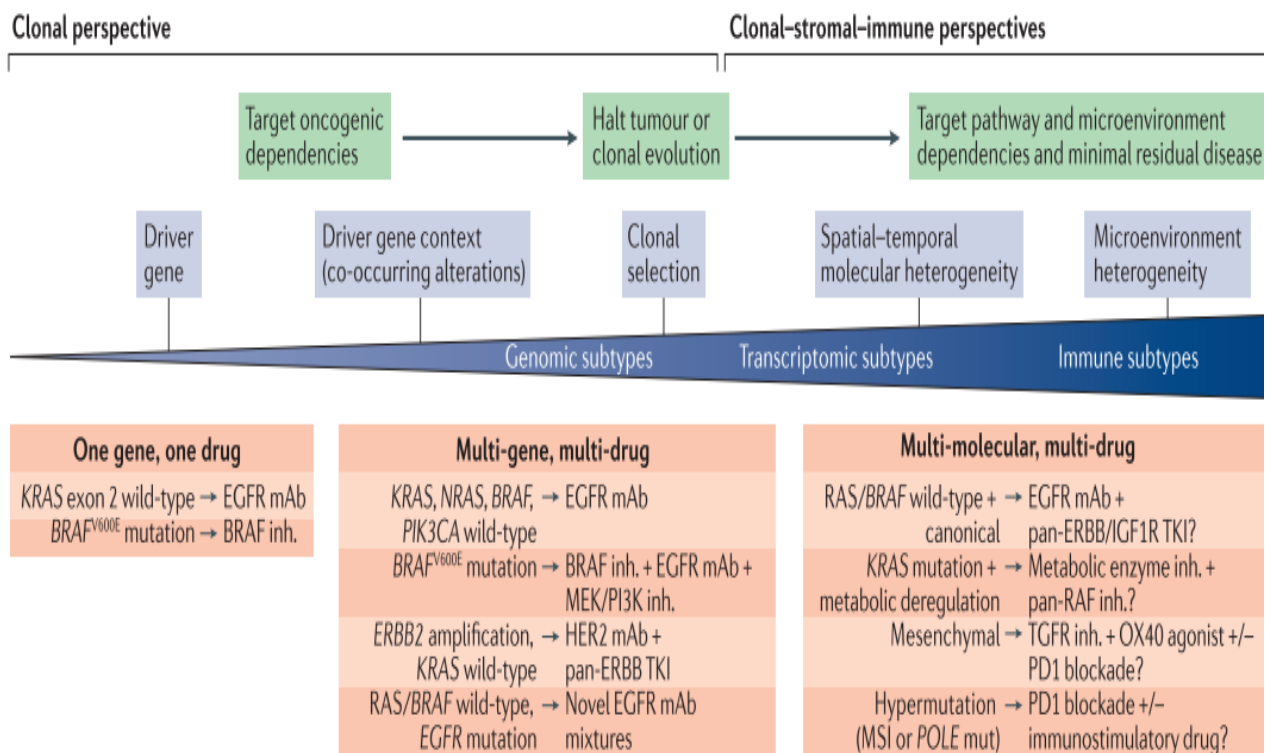 Clonal perspective
Clonal–stromal–immune perspectives
Target oncogenic
dependencies
Halt tumour or
clonal evolution
Target pathway and microenvironment
dependencies and minimal residual disease
Driver
gene
Driver gene context
(co-occurring alterations)
Clonal
selection
Spatial–temporal
molecular heterogeneity
Microenvironment
heterogeneity
Genomic subtypes
Transcriptomic subtypes
Immune subtypes
One gene, one drug
KRAS exon 2 wild-type → EGFR mAb
BRAFV600E mutation → BRAF inh.
Multi-gene, multi-drug
KRAS, NRAS, BRAF, → EGFR mAb
PIK3CA wild-type
BRAFV600E mutation → BRAF inh. + EGFR mAb +
MEK/PI3K inh.
ERBB2 amplification, → HER2 mAb +
KRAS wild-type pan-ERBB TKI
RAS/BRAF wild-type, → Novel EGFR mAb
EGFR mutation mixtures
Multi-molecular, multi-drug
RAS/BRAF wild-type + → EGFR mAb +
canonical pan-ERBB/IGF1R TKI?
KRAS mutation + → Metabolic enzyme inh. +
metabolic deregulation pan-RAF inh.?
Mesenchymal → TGFR inh. + OX40 agonist +/–
PD1 blockade?
Hypermutation → PD1 blockade +/–
(MSI or POLE mut) immunostimulatory drug?